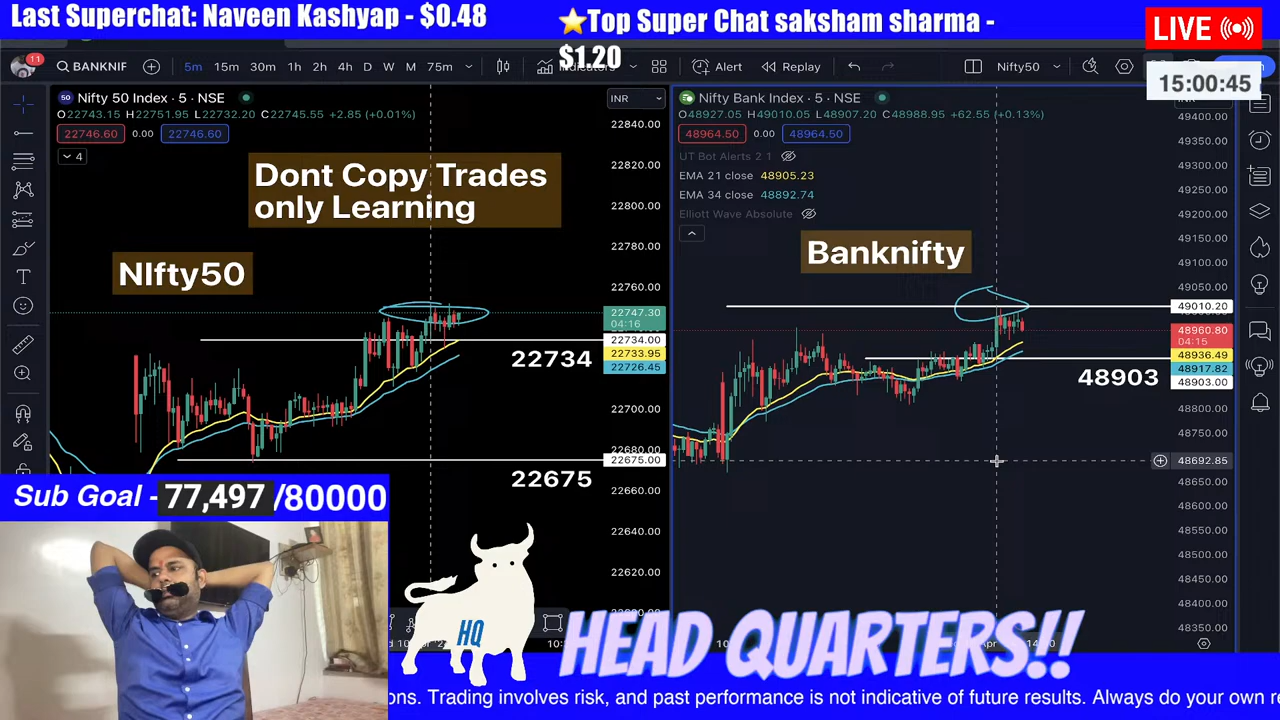 Last Superchat: Naveen Kashyap - $0.48
⭐Top Super Chat saksham sharma -
$1.20
LIVE
15:00:45
11
BANKNIF
5m 15m 30m 1h 2h 4h D W M 75m
Alert
Replay
Nifty50
50 Nifty 50 Index · 5 · NSE
INR
O22743.15 H22751.95 L22732.20 C22745.55 +2.85 (+0.01%)
22746.60 0.00 22746.60
4
Nifty Bank Index · 5 · NSE
O48927.05 H49010.05 L48907.20 C48988.95 +62.55 (+0.13%)
48964.50 0.00 48964.50
UT Bot Alerts 2 1
EMA 21 close 48905.23
EMA 34 close 48892.74
Elliott Wave Absolute
Dont Copy Trades
only Learning
NIfty50
Banknifty
22734
22675
48903
22840.00
22820.00
22800.00
22780.00
22760.00
22747.30
04:16
22734.00
22733.95
22726.45
22700.00
22680.00
22675.00
22660.00
22640.00
22620.00
49400.00
49350.00
49300.00
49250.00
49200.00
49150.00
49100.00
49050.00
49010.20
48960.80
04:15
48936.49
48917.82
48903.00
48800.00
48750.00
48692.85
48650.00
48600.00
48550.00
48500.00
48450.00
48400.00
48350.00
Sub Goal - 77,497 /80000
HQ
HEAD QUARTERS!!
ons. Trading involves risk, and past performance is not indicative of future results. Always do your own re